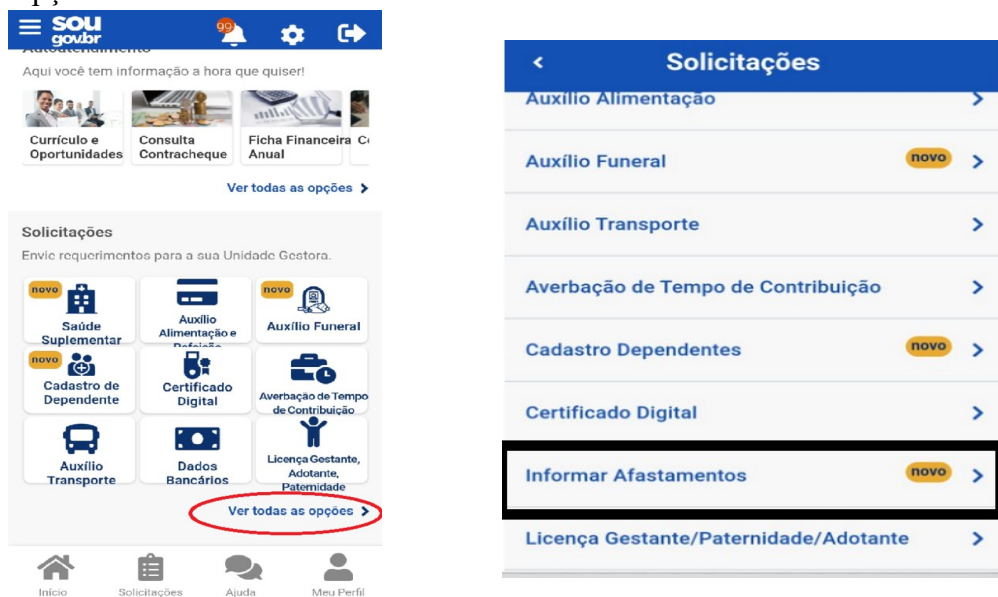 sou
gov.br
99
Autoatendimento
Aqui você tem informação a hora que quiser!
Currículo e
Oportunidades
Consulta
Contracheque
Ficha Financeira
Anual
Ver todas as opções
Solicitações
Envie requerimentos para a sua Unidade Gestora.
novo
Saúde
Suplementar
Auxílio
Alimentação e
Refeição
novo
Auxílio Funeral
novo
Cadastro de
Dependente
Certificado
Digital
Averbação de Tempo
de Contribuição
Auxílio
Transporte
Dados
Bancários
Licença Gestante,
Adotante,
Paternidade
Ver todas as opções
Início
Solicitações
Ajuda
Meu Perfil
Solicitações
Auxílio Alimentação
Auxílio Funeral novo
Auxílio Transporte
Averbação de Tempo de Contribuição
Cadastro Dependentes novo
Certificado Digital
Informar Afastamentos novo
Licença Gestante/Paternidade/Adotante